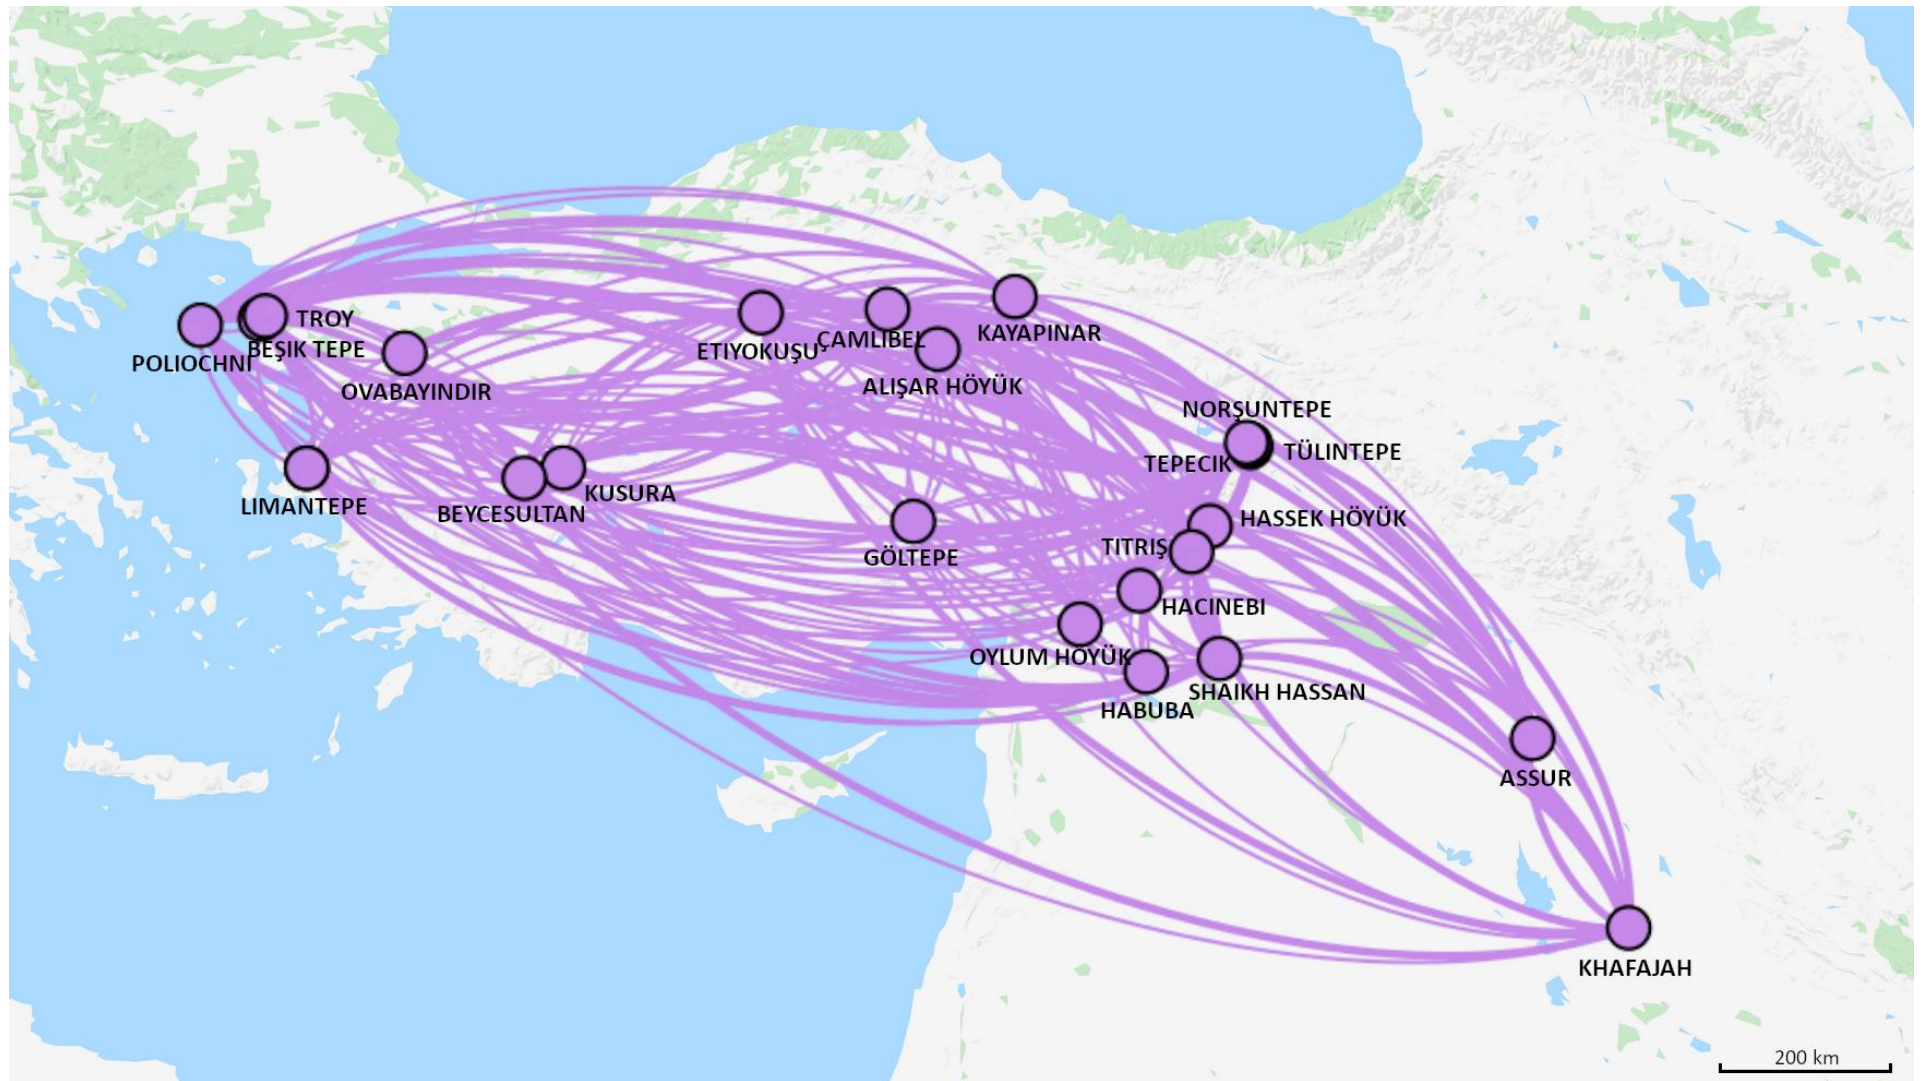 TROY
POLIOCHNI
BEŞIK TEPE
OVABAYINDIR
ETIYOKUŞU
ÇAMLIBEL
KAYAPINAR
ALIŞAR HÖYÜK
NORŞUNTEPE
TÜLINTEPE
TEPECIK
LIMANTEPE
KUSURA
BEYCESULTAN
GÖLTEPE
HASSEK HÖYÜK
TITRIŞ
HACINEBI
OYLUM HÖYÜK
SHAIKH HASSAN
HABUBA
ASSUR
KHAFAJAH
200 km